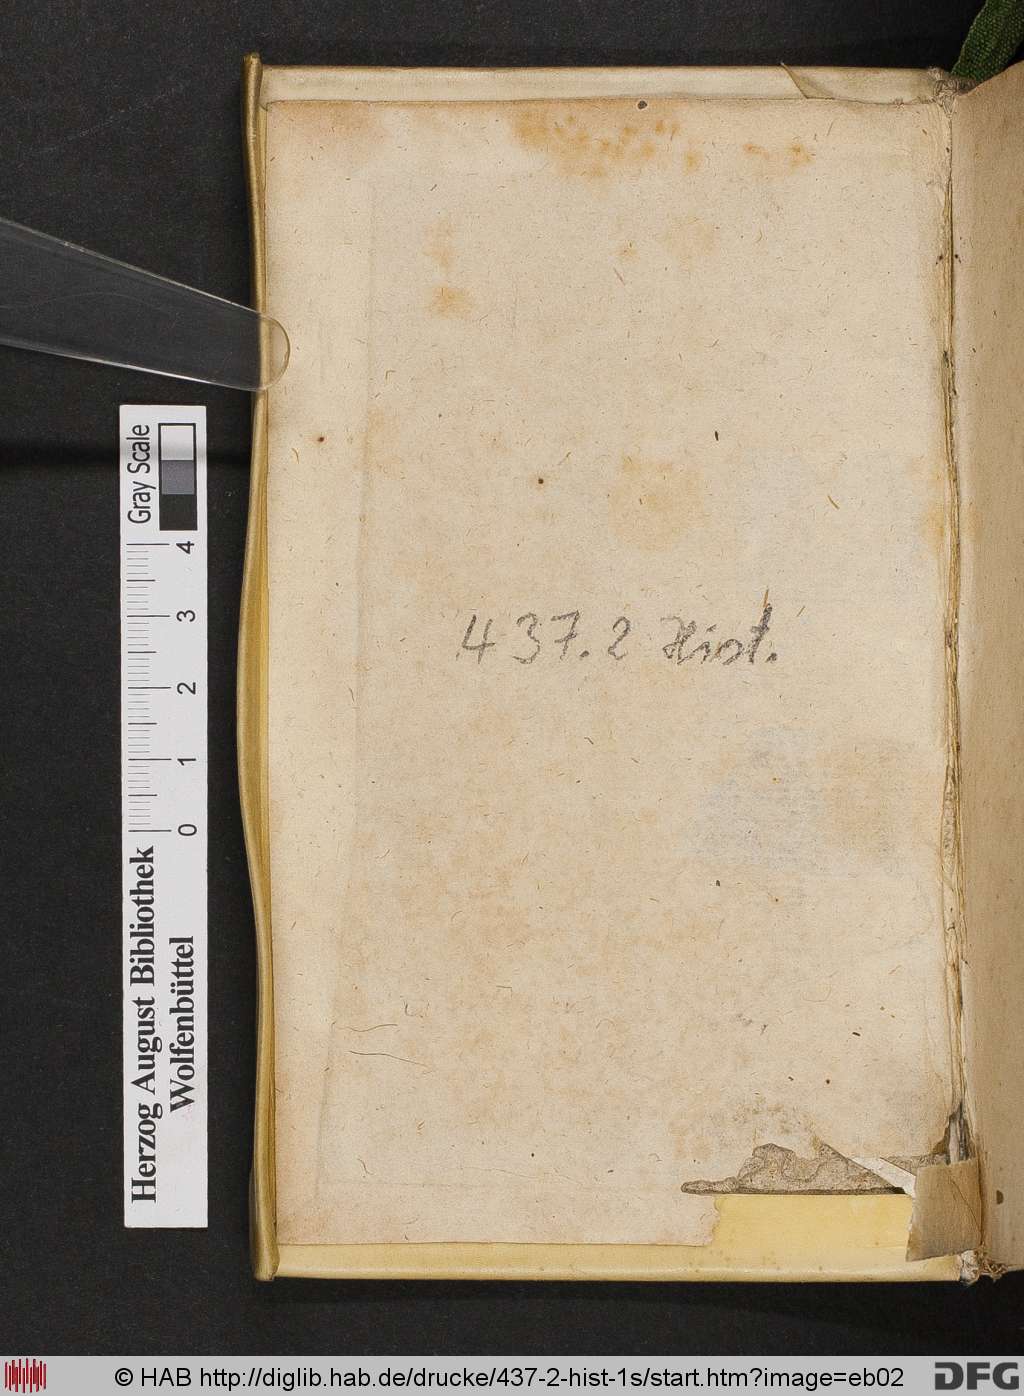 437.2 Hist.
Gray Scale
4
3
2
1
0
Herzog August Bibliothek
Wolfenbüttel
© HAB http://diglib.hab.de/drucke/437-2-hist-1s/start.htm?image=eb02
DFG